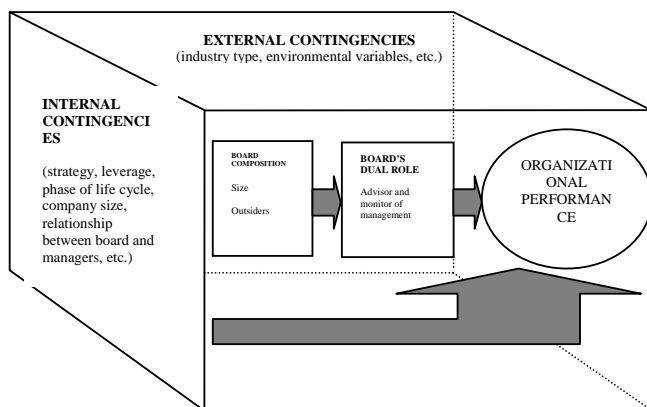 EXTERNAL CONTINGENCIES
(industry type, environmental variables, etc.)
INTERNAL
CONTINGENCI
ES
(strategy, leverage,
phase of life cycle,
company size,
relationship
between board and
managers, etc.)
BOARD
COMPOSITION
Size
Outsiders
BOARD'S
DUAL ROLE
Advisor and
monitor of
management
ORGANIZATI
ONAL
PERFORMAN
CE